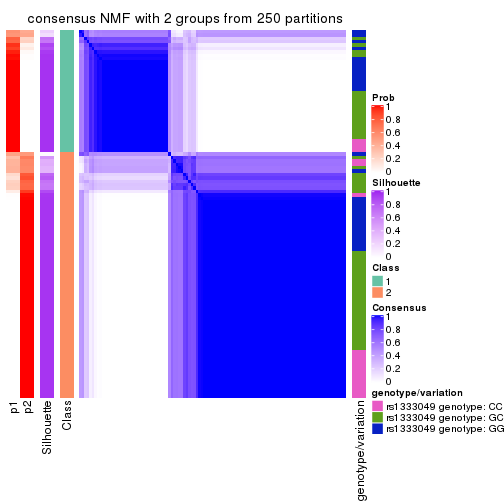 consensus NMF with 2 groups from 250 partitions
Prob
1
0.8
0.6
0.4
0.2
0
Silhouette
1
0.8
0.6
0.4
0.2
0
Class
1
2
Consensus
1
0.8
0.6
0.4
0.2
0
genotype/variation
rs1333049 genotype: CC
rs1333049 genotype: GC
rs1333049 genotype: GG
p1
p2
Silhouette
Class
genotype/variation